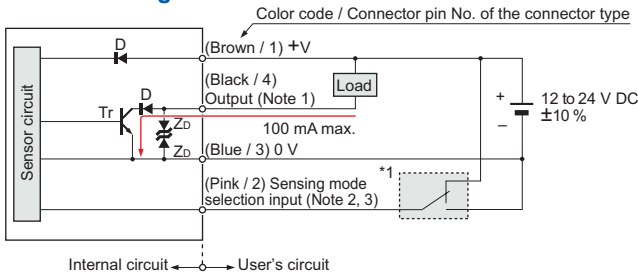 Color code / Connector pin No. of the connector type
D
(Brown / 1) +V
(Black / 4)
Output (Note 1)
Load
D
Tr
ZD
100 mA max.
ZD
(Blue / 3) 0 V
+
–
12 to 24 V DC
±10 %
Sensor circuit
(Pink / 2) Sensing mode
selection input (Note 2, 3)
*1
Internal circuit
User's circuit